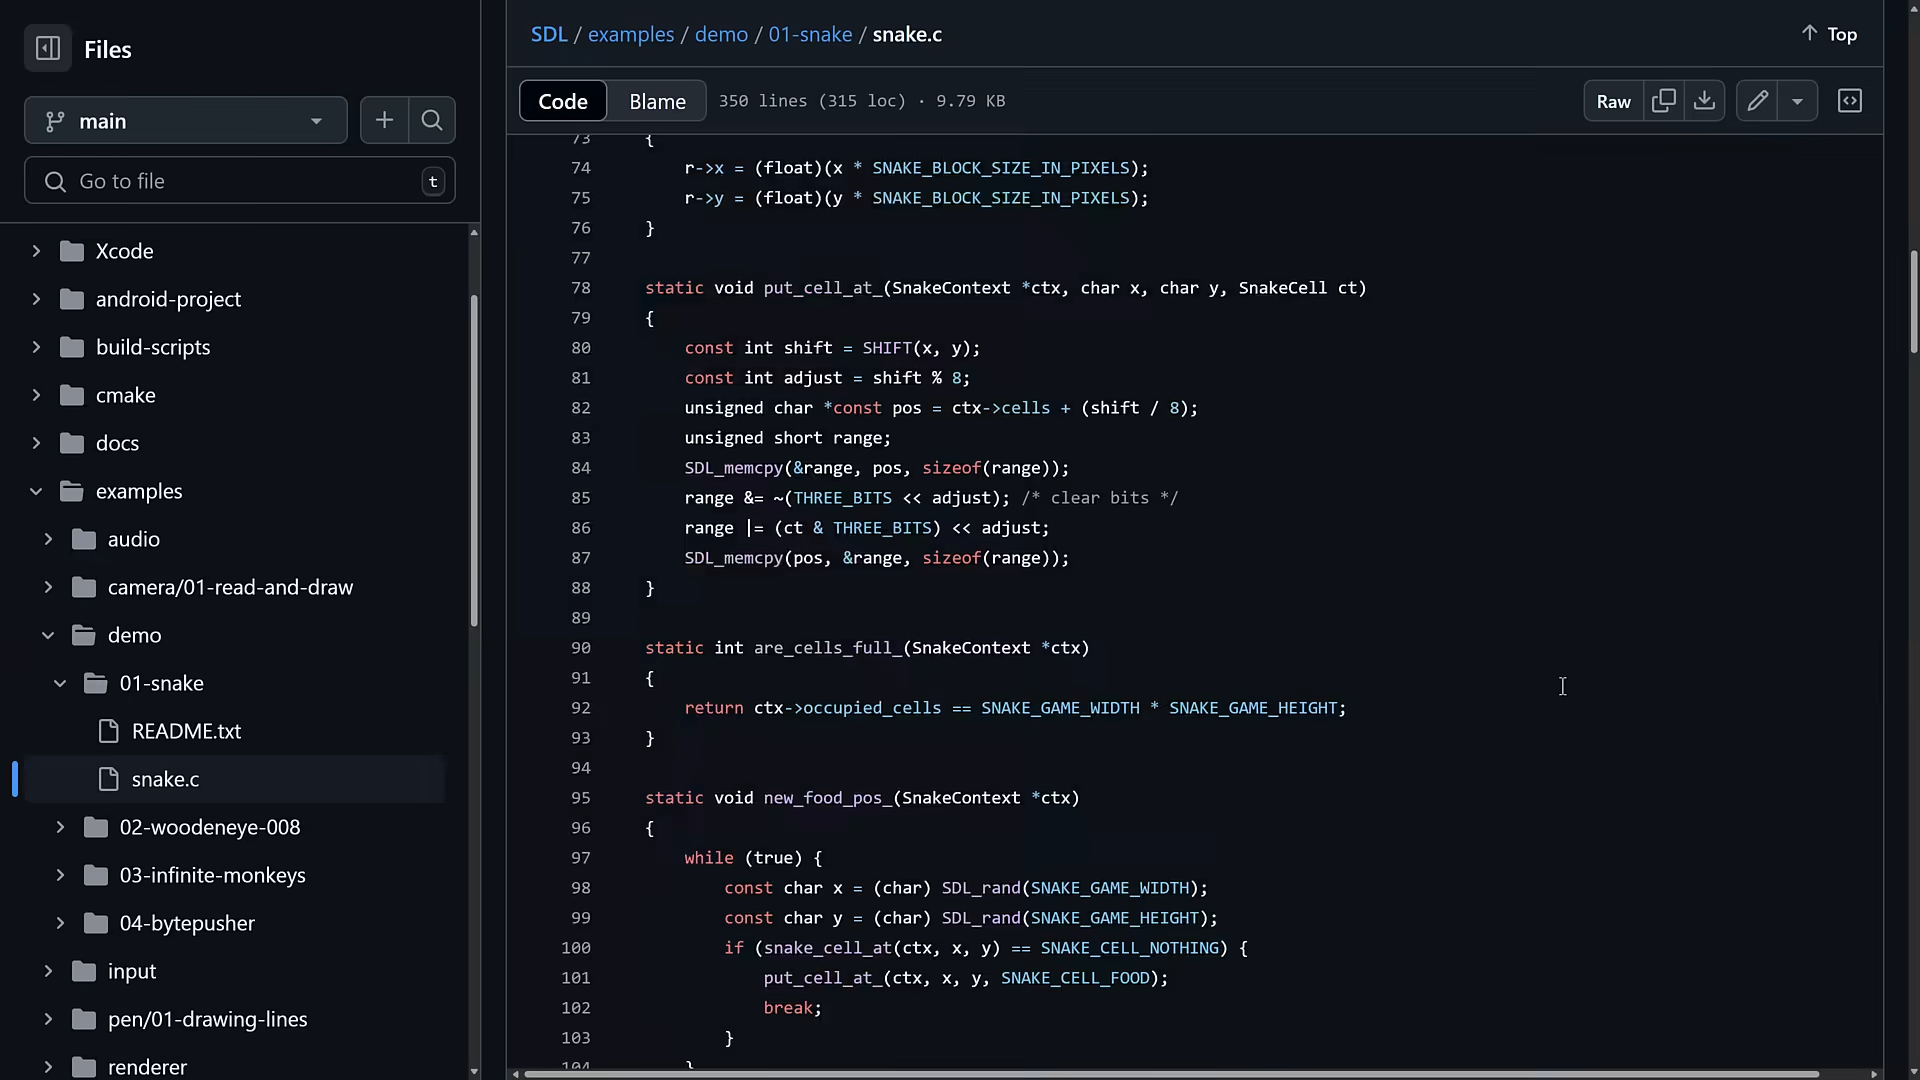 Files
main
Go to file
t
Xcode
android-project
build-scripts
cmake
docs
examples
audio
camera/01-read-and-draw
demo
01-snake
README.txt
snake.c
02-woodeneye-008
03-infinite-monkeys
04-bytepusher
input
pen/01-drawing-lines
renderer
SDL / examples / demo / 01-snake / snake.c
Top
Code
Blame
350 lines (315 loc) · 9.79 KB
Raw
73 {
74 r->x = (float)(x * SNAKE_BLOCK_SIZE_IN_PIXELS);
75 r->y = (float)(y * SNAKE_BLOCK_SIZE_IN_PIXELS);
76 }
77
78 static void put_cell_at_(SnakeContext *ctx, char x, char y, SnakeCell ct)
79 {
80 const int shift = SHIFT(x, y);
81 const int adjust = shift % 8;
82 unsigned char *const pos = ctx->cells + (shift / 8);
83 unsigned short range;
84 SDL_memcpy(&range, pos, sizeof(range));
85 range &= ~(THREE_BITS << adjust); /* clear bits */
86 range |= (ct & THREE_BITS) << adjust;
87 SDL_memcpy(pos, &range, sizeof(range));
88 }
89
90 static int are_cells_full_(SnakeContext *ctx)
91 {
92 return ctx->occupied_cells == SNAKE_GAME_WIDTH * SNAKE_GAME_HEIGHT;
93 }
94
95 static void new_food_pos_(SnakeContext *ctx)
96 {
97 while (true) {
98 const char x = (char) SDL_rand(SNAKE_GAME_WIDTH);
99 const char y = (char) SDL_rand(SNAKE_GAME_HEIGHT);
100 if (snake_cell_at(ctx, x, y) == SNAKE_CELL_NOTHING) {
101 put_cell_at_(ctx, x, y, SNAKE_CELL_FOOD);
102 break;
103 }
104 }